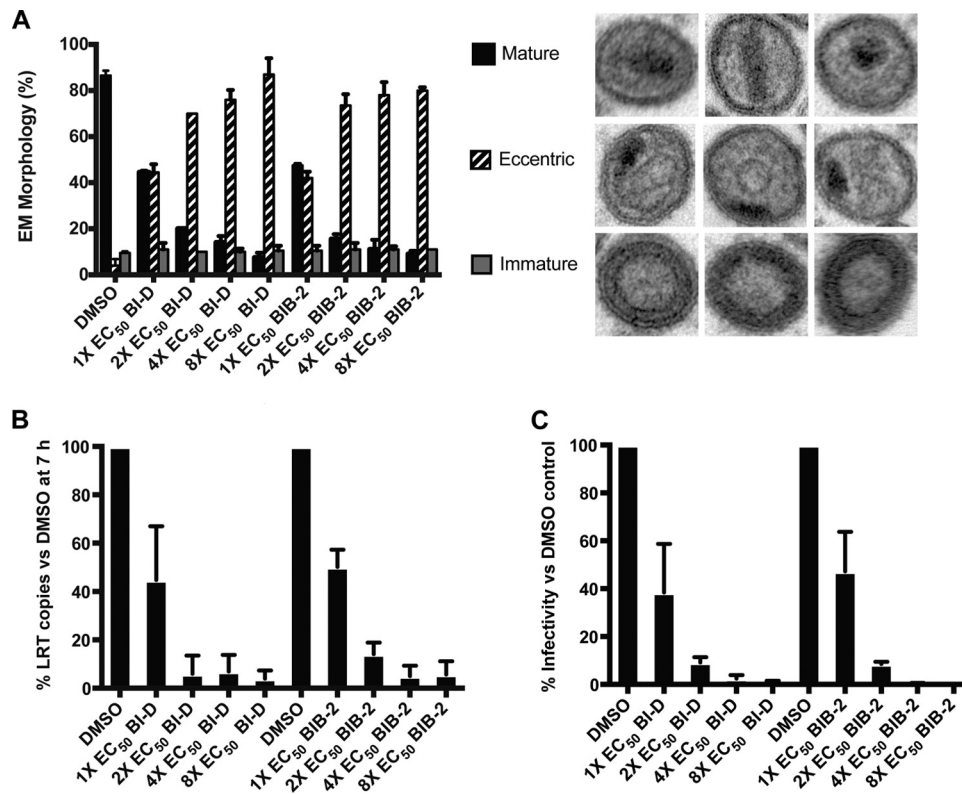 A
EM Morphology (%)
100
80
60
40
20
0
DMSO
1X EC50 BI-D
2X EC50 BI-D
4X EC50 BI-D
8X EC50 BI-D
1X EC50 BIB-2
2X EC50 BIB-2
4X EC50 BIB-2
8X EC50 BIB-2
Mature
Eccentric
Immature
B
% LRT copies vs DMSO at 7 h
100
80
60
40
20
0
DMSO
1X EC50 BI-D
2X EC50 BI-D
4X EC50 BI-D
8X EC50 BI-D
DMSO
1X EC50 BIB-2
2X EC50 BIB-2
4X EC50 BIB-2
8X EC50 BIB-2
C
% Infectivity vs DMSO control
100
80
60
40
20
0
DMSO
1X EC50 BI-D
2X EC50 BI-D
4X EC50 BI-D
8X EC50 BI-D
DMSO
1X EC50 BIB-2
2X EC50 BIB-2
4X EC50 BIB-2
8X EC50 BIB-2